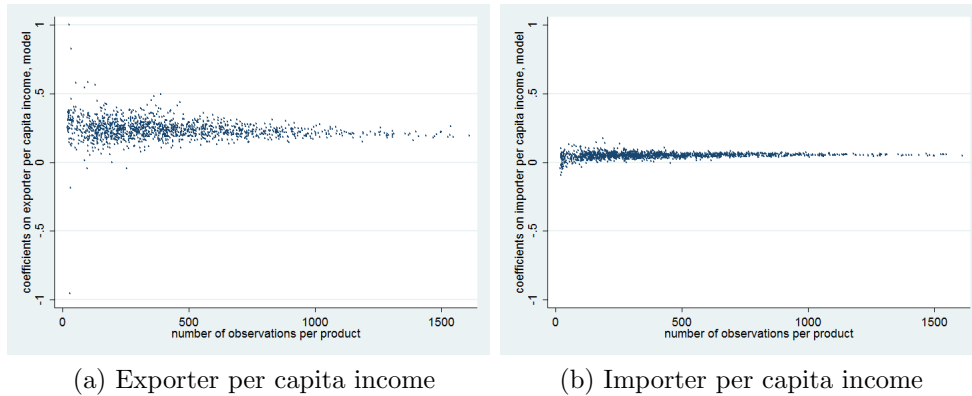 coefficients on exporter per capita income, model
1
.5
0
-.5
-1
0 500 1000 1500
number of observations per product
(a) Exporter per capita income
coefficients on importer per capita income, model
1
.5
0
-.5
-1
0 500 1000 1500
number of observations per product
(b) Importer per capita income